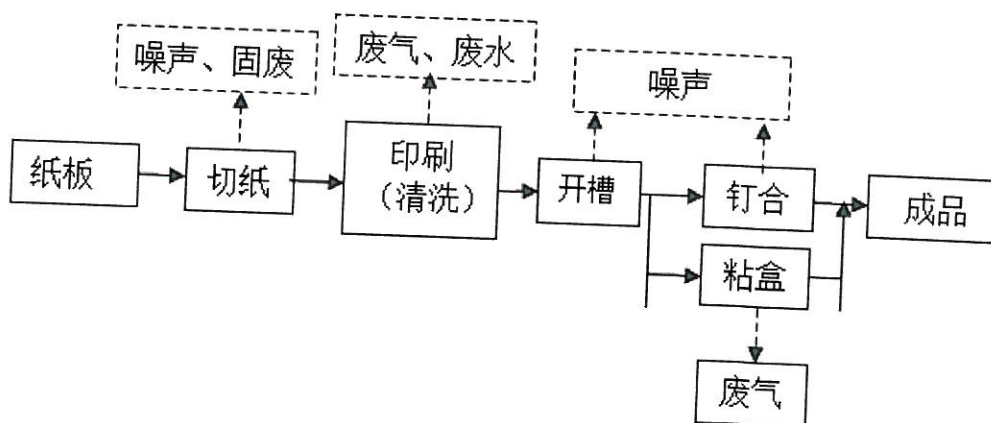 噪声、固废
废气、废水
噪声
纸板
切纸
印刷
（清洗）
开槽
钉合
成品
粘盒
废气